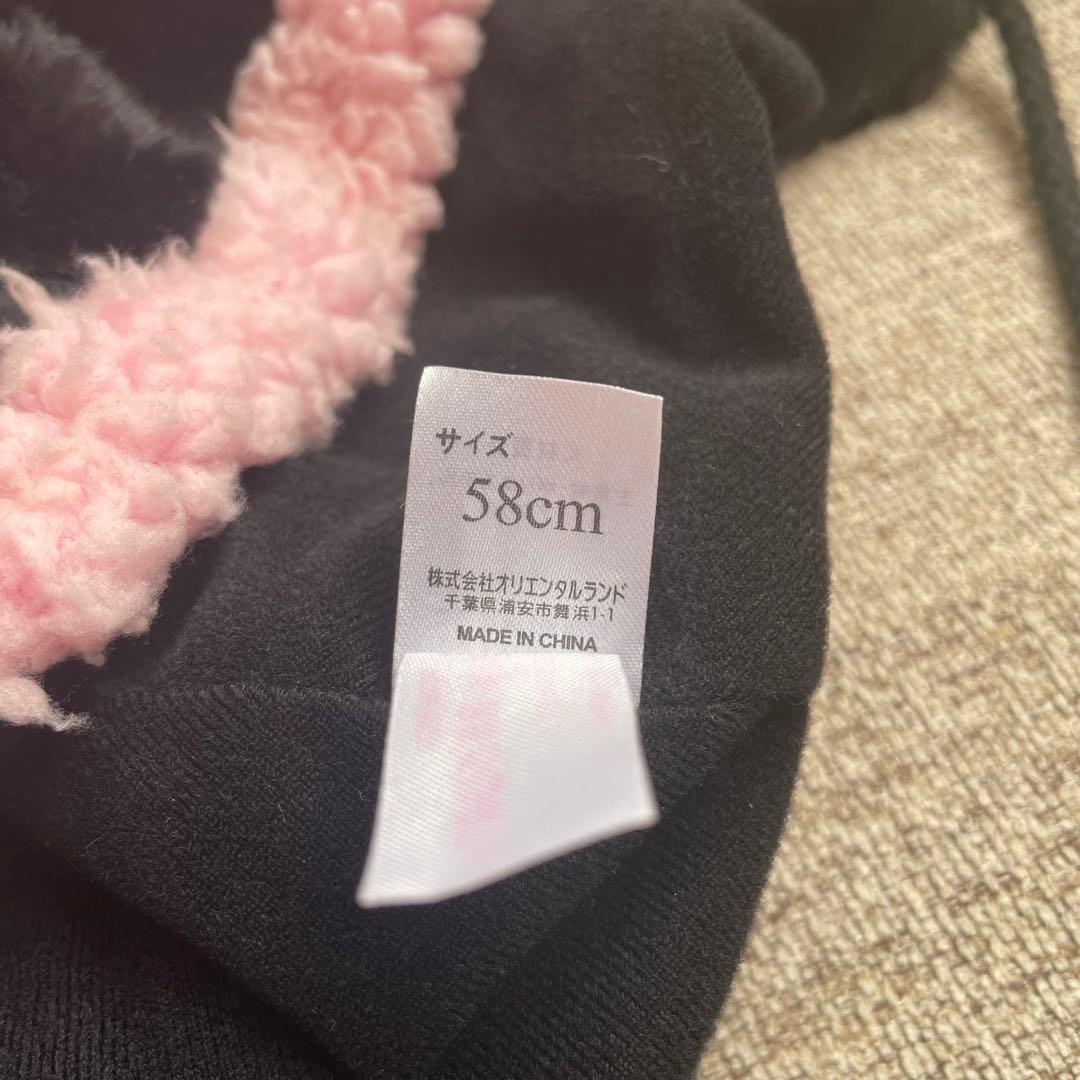 サイズ
58cm
株式会社オリエンタルランド
千葉県浦安市舞浜1-1
MADE IN CHINA